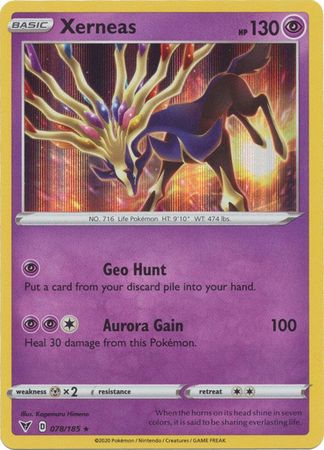 BASIC Xerneas HP 130
NO. 716 Life Pokémon HT: 9'10" WT: 474 lbs.
Geo Hunt
Put a card from your discard pile into your hand.
Aurora Gain 100
Heal 30 damage from this Pokémon.
weakness ×2 resistance retreat
Illus. Kagemaru Himeno
When the horns on its head shine in seven
colors, it is said to be sharing everlasting life.
D 078/185 ★
©2020 Pokémon / Nintendo / Creatures / GAME FREAK